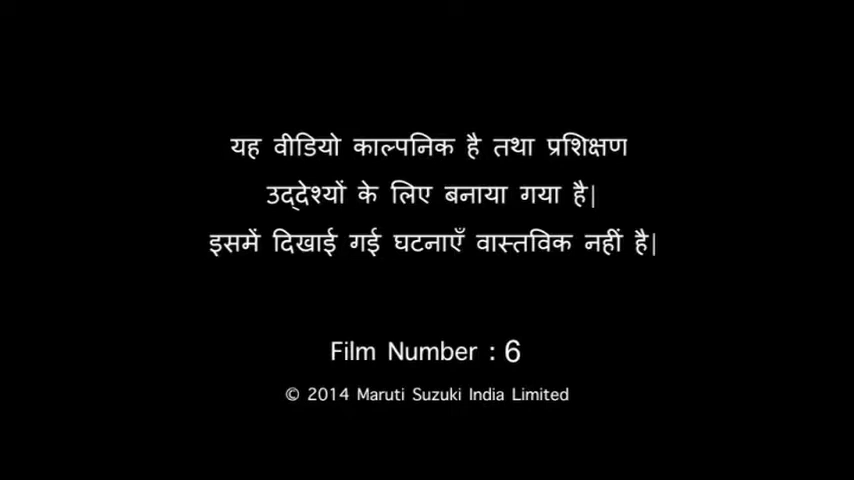 यह वीडियो काल्पनिक है तथा प्रशिक्षण
उद्देश्यों के लिए बनाया गया है|
इसमें दिखाई गई घटनाएँ वास्तविक नहीं है|
Film Number : 6
© 2014 Maruti Suzuki India Limited